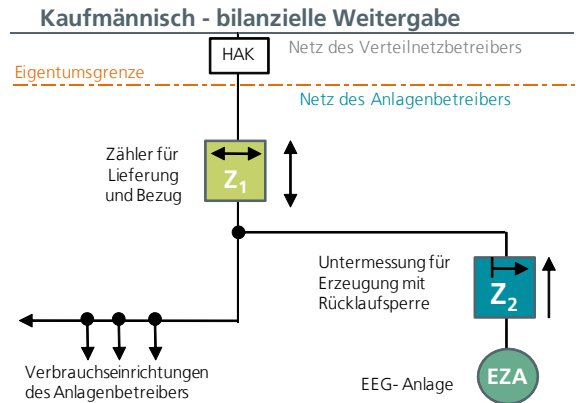 Kaufmännisch - bilanzielle Weitergabe
HAK
Netz des Verteilnetzbetreibers
Eigentumsgrenze
Netz des Anlagenbetreibers
Zähler für
Lieferung
und Bezug
Z1
Untermessung für
Erzeugung mit
Rücklaufsperre
Z2
Verbrauchseinrichtungen
des Anlagenbetreibers
EEG- Anlage
EZA